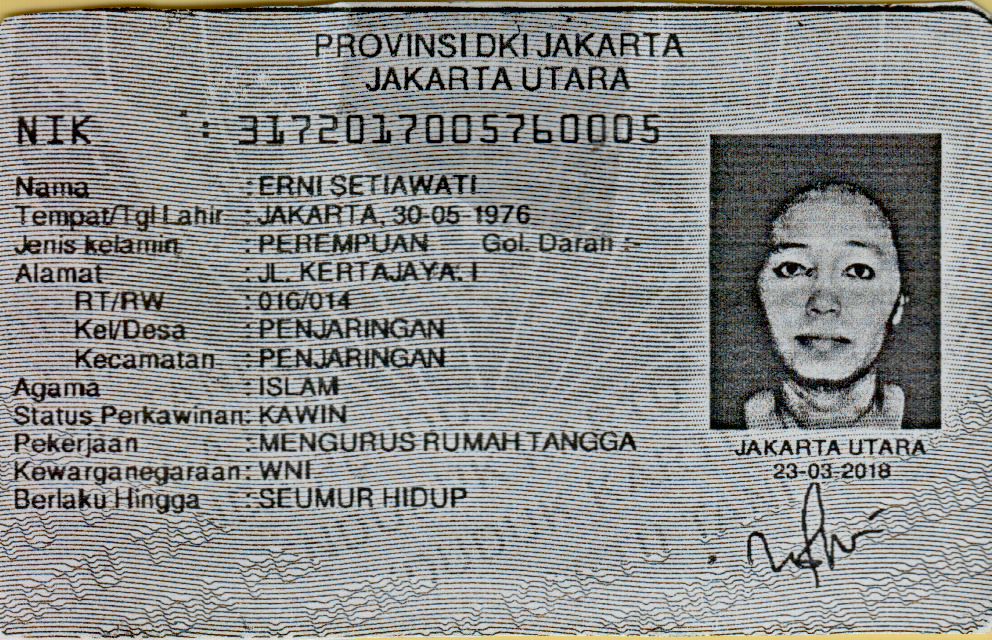 PROVINSI DKI JAKARTA
JAKARTA UTARA
NIK : 3172017005760005
Nama : ERNI SETIAWATI
Tempat/Tgl Lahir : JAKARTA, 30-05-1976
Jenis kelamin : PEREMPUAN Gol. Darah :-
Alamat : JL. KERTAJAYA. I
RT/RW : 016/014
Kel/Desa : PENJARINGAN
Kecamatan : PENJARINGAN
Agama : ISLAM
Status Perkawinan: KAWIN
Pekerjaan : MENGURUS RUMAH TANGGA
Kewarganegaraan: WNI
Berlaku Hingga : SEUMUR HIDUP
JAKARTA UTARA
23-03-2018